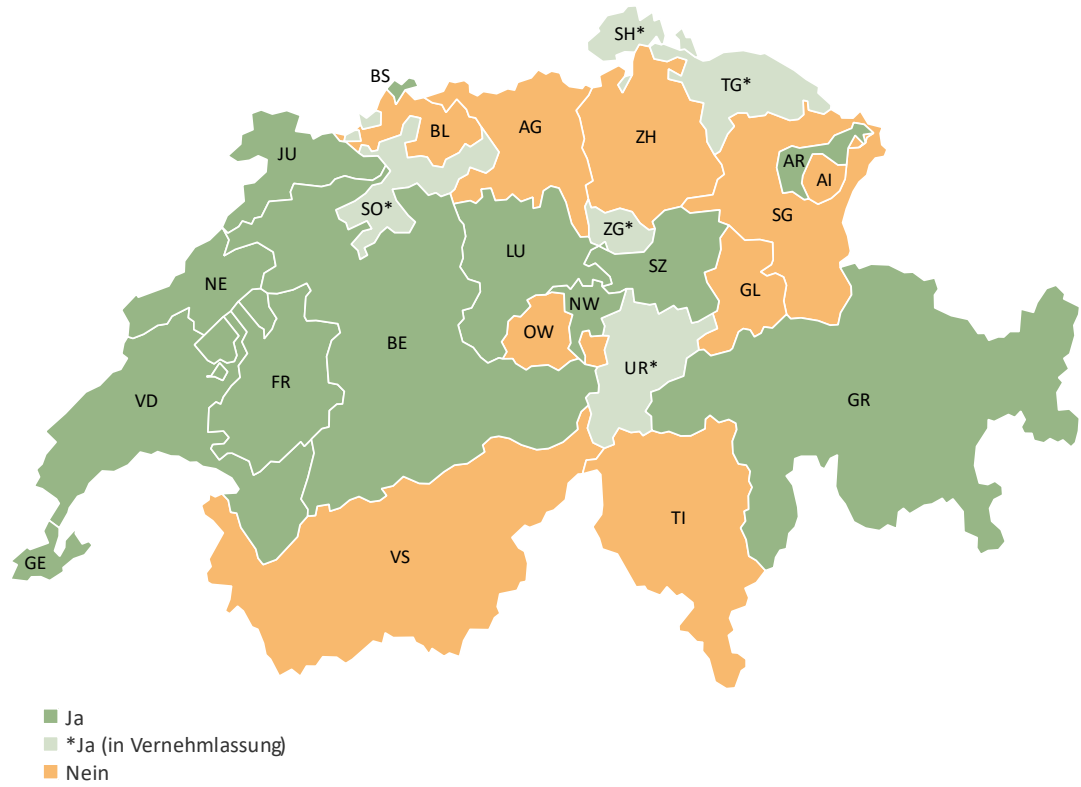 SH*
BS
TG*
BL
AG
ZH
JU
AR
AI
SO*
SG
ZG*
LU
SZ
NE
GL
NW
OW
BE
UR*
FR
VD
GR
TI
VS
GE
Ja
*Ja (in Vernehmlassung)
Nein